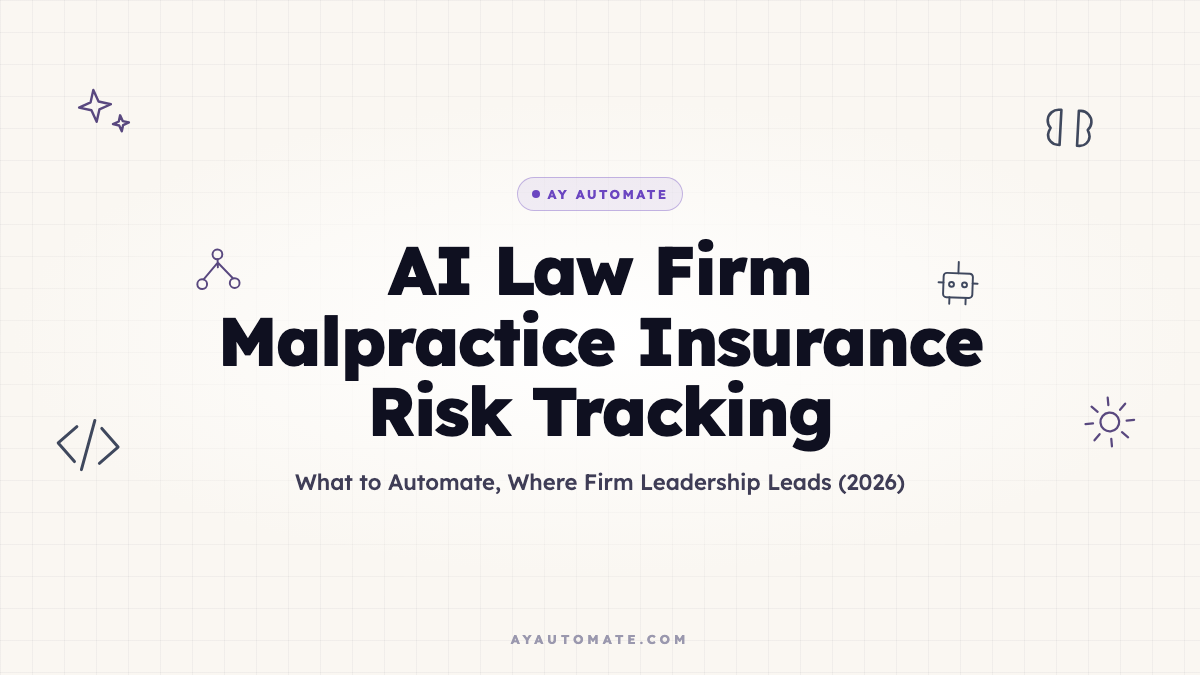 AY AUTOMATE
AI Law Firm
Malpractice Insurance
Risk Tracking
What to Automate, Where Firm Leadership Leads (2026)
AYAUTOMATE.COM